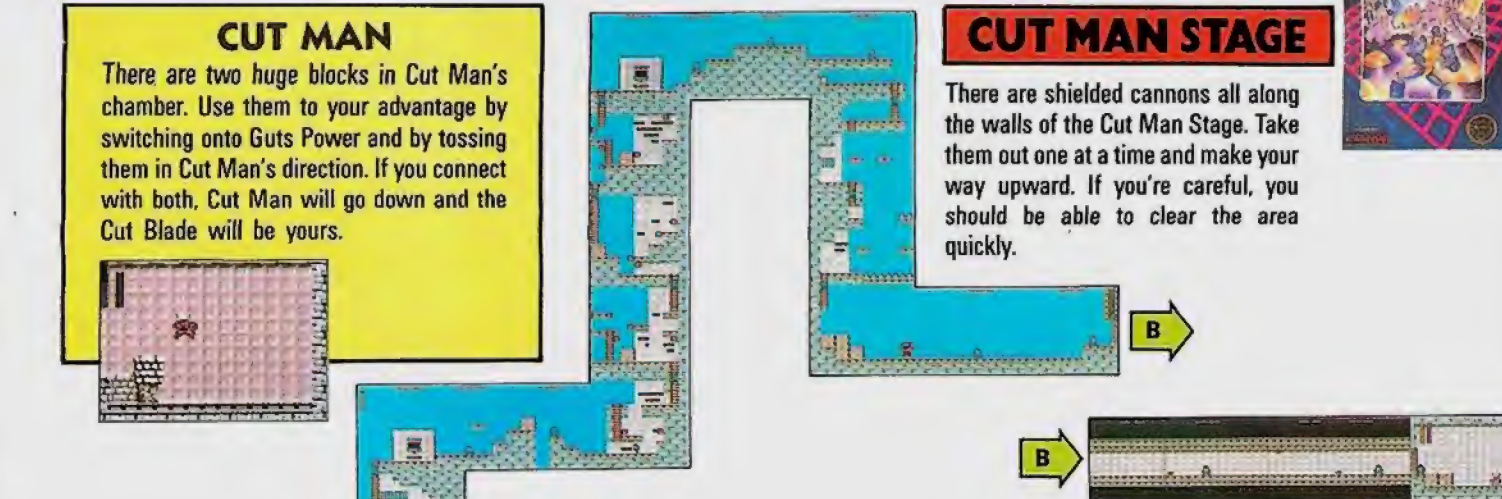 CUT MAN
There are two huge blocks in Cut Man's
chamber. Use them to your advantage by
switching onto Guts Power and by tossing
them in Cut Man's direction. If you connect
with both, Cut Man will go down and the
Cut Blade will be yours.
CUT MAN STAGE
There are shielded cannons all along
the walls of the Cut Man Stage. Take
them out one at a time and make your
way upward. If you're careful, you
should be able to clear the area
quickly.
B
B